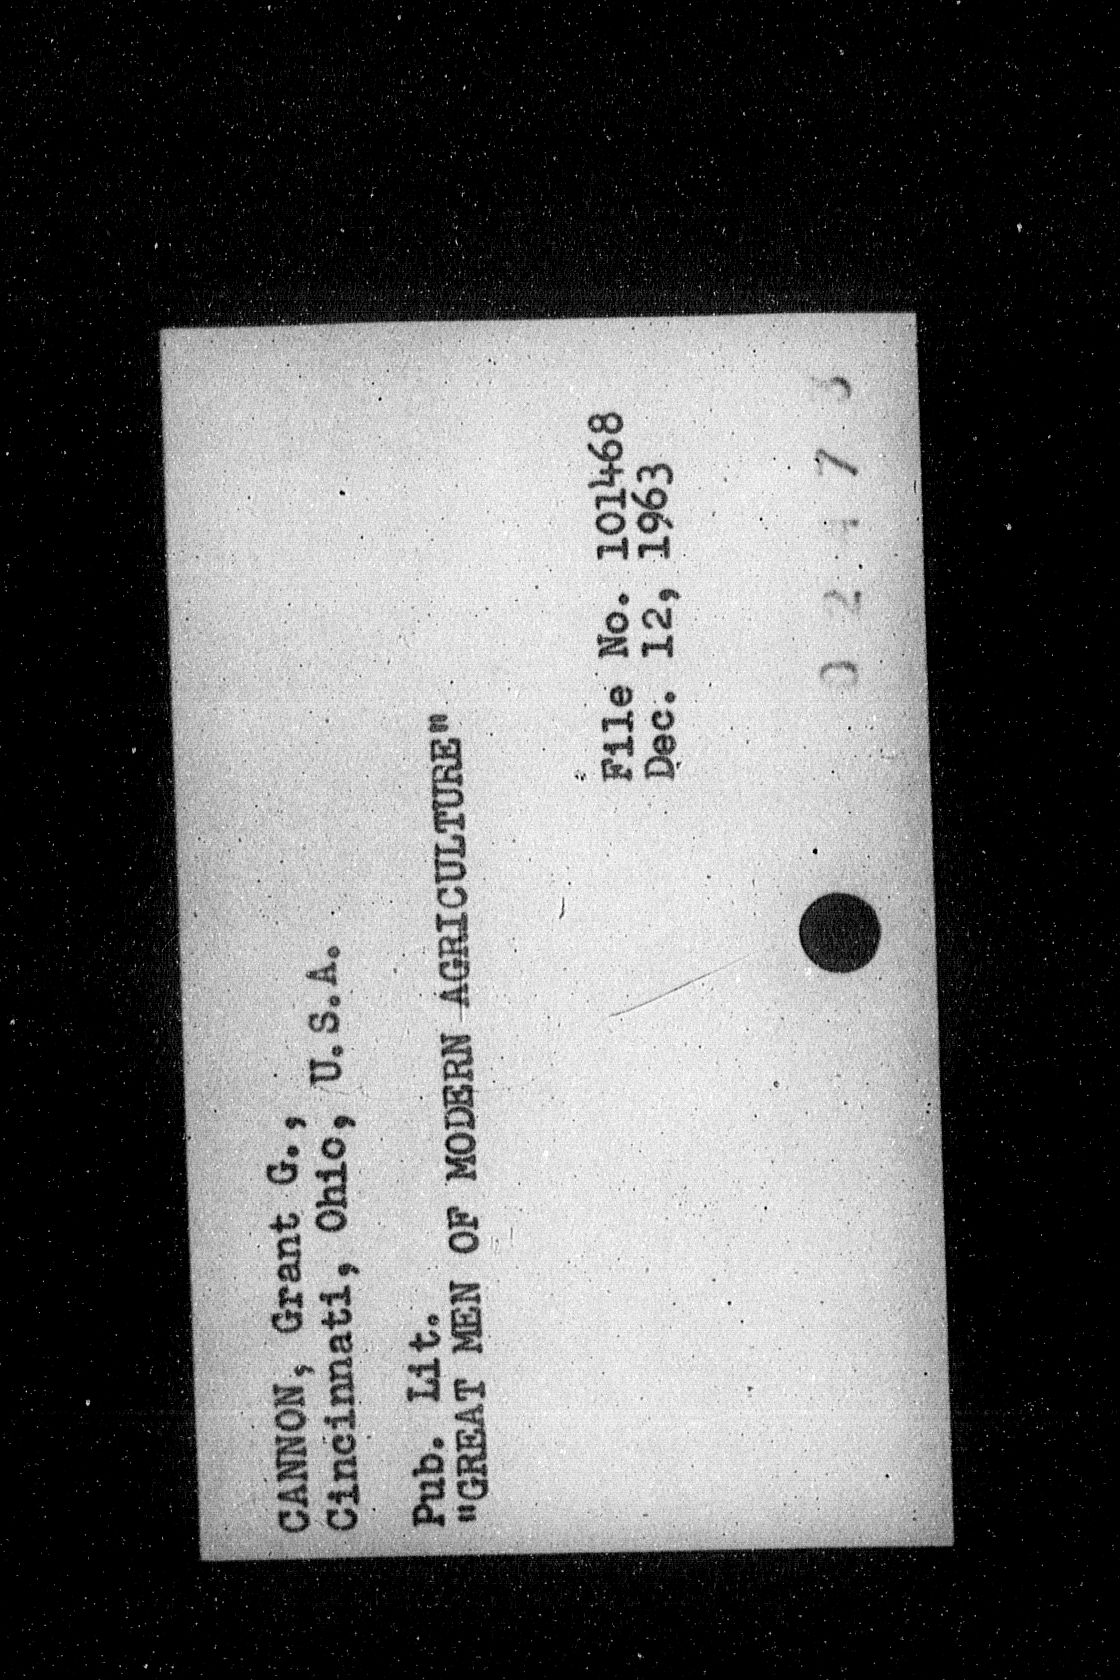 CANNON, Grant G.,
Cincinnati, Ohio, U.S.A.
Pub. Lit.
"GREAT MEN OF MODERN AGRICULTURE"
File No. 101468
Dec. 12, 1963